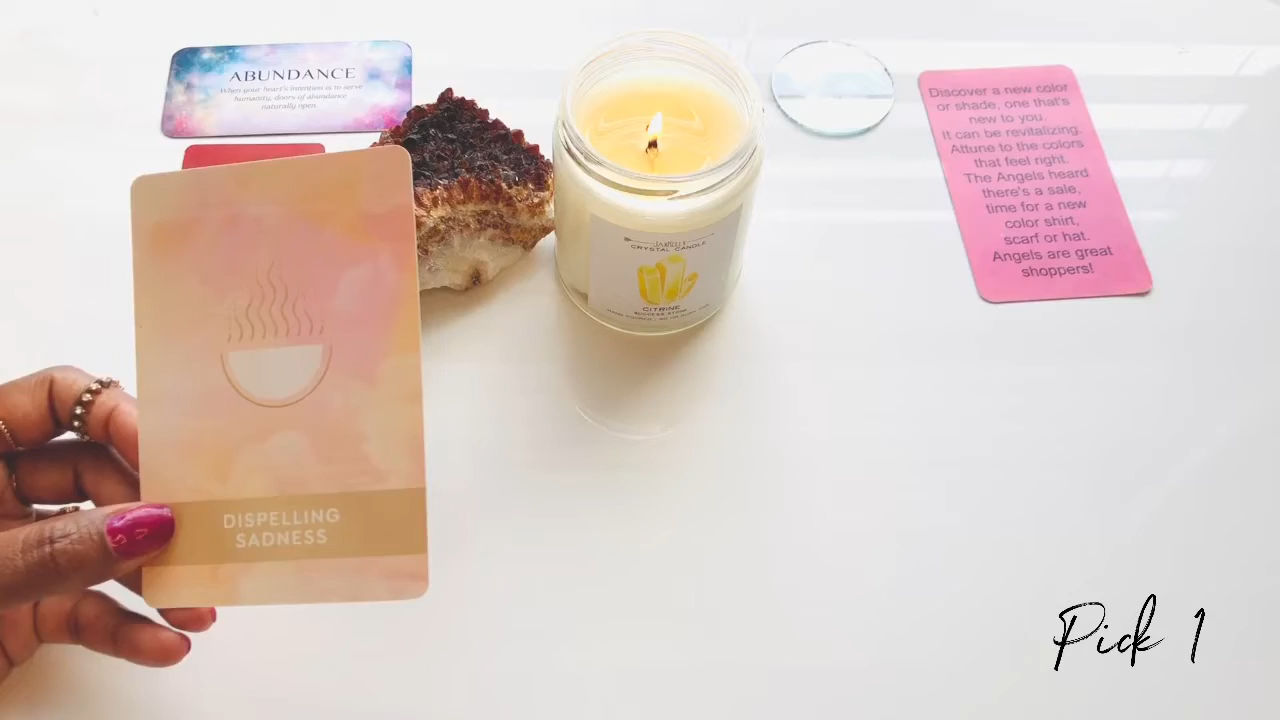 ABUNDANCE
When your heart's intention is to serve
humanity, doors of abundance
naturally open.
Discover a new color
or shade, one that's
new to you.
It can be revitalizing.
Attune to the colors
that feel right.
The Angels heard
there's a sale,
time for a new
color shirt,
scarf or hat.
Angels are great
shoppers!
CRYSTAL CANDLE
CITRINE
SUCCESS STONE
DISPELLING
SADNESS
Pick 1